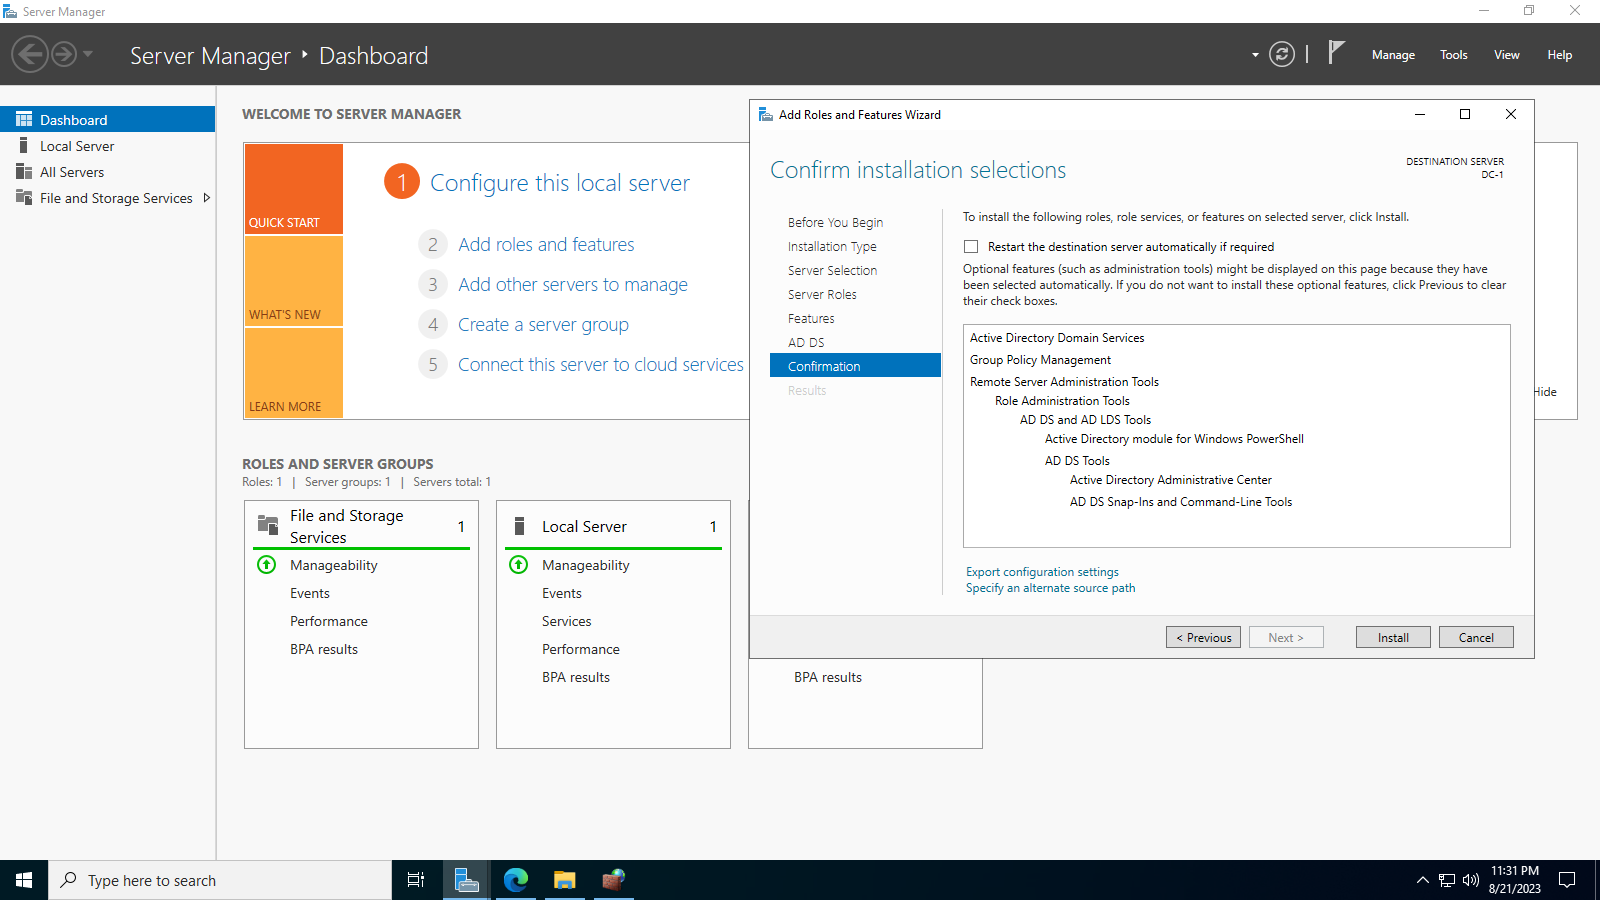 Server Manager
Server Manager
Dashboard
Manage
Tools
View
Help
Dashboard
Local Server
All Servers
File and Storage Services
WELCOME TO SERVER MANAGER
QUICK START
WHAT'S NEW
LEARN MORE
1 Configure this local server
2 Add roles and features
3 Add other servers to manage
4 Create a server group
5 Connect this server to cloud services
Hide
ROLES AND SERVER GROUPS
Roles: 1 | Server groups: 1 | Servers total: 1
File and Storage
Services
1
Manageability
Events
Performance
BPA results
Local Server 1
Manageability
Events
Services
Performance
BPA results
BPA results
Add Roles and Features Wizard
Confirm installation selections
DESTINATION SERVER
DC-1
Before You Begin
Installation Type
Server Selection
Server Roles
Features
AD DS
Confirmation
Results
To install the following roles, role services, or features on selected server, click Install.
Restart the destination server automatically if required
Optional features (such as administration tools) might be displayed on this page because they have
been selected automatically. If you do not want to install these optional features, click Previous to clear
their check boxes.
Active Directory Domain Services
Group Policy Management
Remote Server Administration Tools
Role Administration Tools
AD DS and AD LDS Tools
Active Directory module for Windows PowerShell
AD DS Tools
Active Directory Administrative Center
AD DS Snap-Ins and Command-Line Tools
Export configuration settings
Specify an alternate source path
< Previous
Next >
Install
Cancel
Type here to search
11:31 PM
8/21/2023